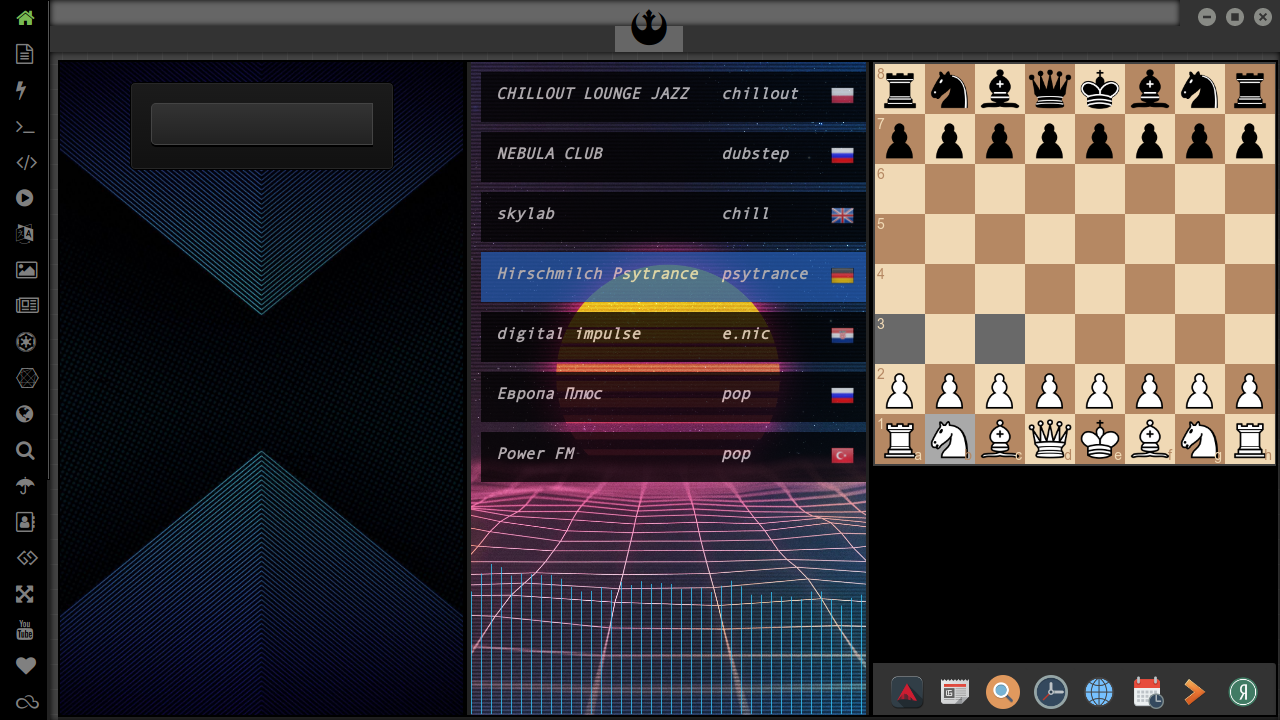 CHILLOUT LOUNGE JAZZ chillout
NEBULA CLUB dubstep
skylab chill
Hirschmilch Psytrance psytrance
digital impulse e.nic
Европа Плюс pop
Power FM pop
8
7
6
5
4
3
2
1
a b c d e f g h
You
Tube
Я